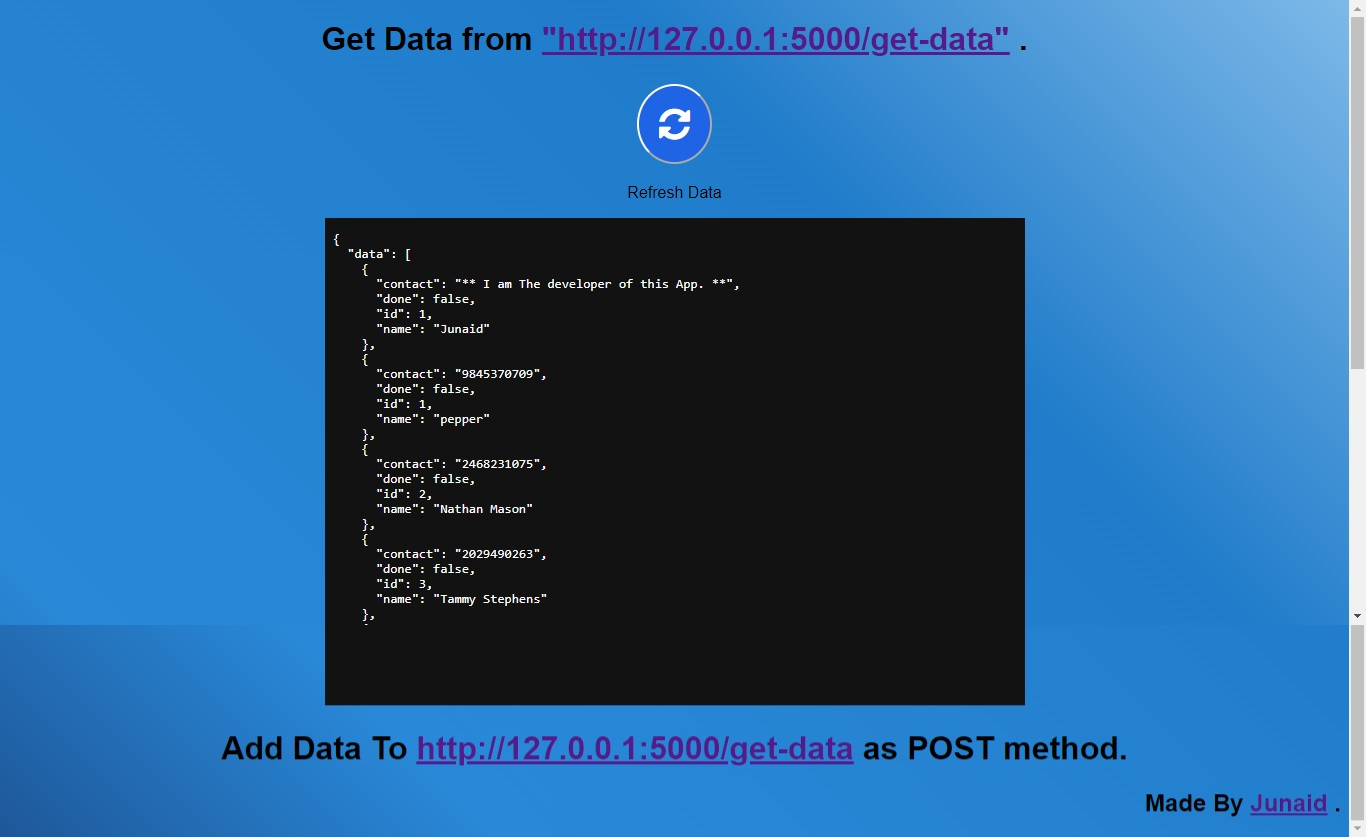 Get Data from "http://127.0.0.1:5000/get-data" .
Refresh Data
{
  "data": [
    {
      "contact": "** I am The developer of this App. **",
      "done": false,
      "id": 1,
      "name": "Junaid"
    },
    {
      "contact": "9845370709",
      "done": false,
      "id": 1,
      "name": "pepper"
    },
    {
      "contact": "2468231075",
      "done": false,
      "id": 2,
      "name": "Nathan Mason"
    },
    {
      "contact": "2029490263",
      "done": false,
      "id": 3,
      "name": "Tammy Stephens"
    },
Add Data To http://127.0.0.1:5000/get-data as POST method.
Made By Junaid .